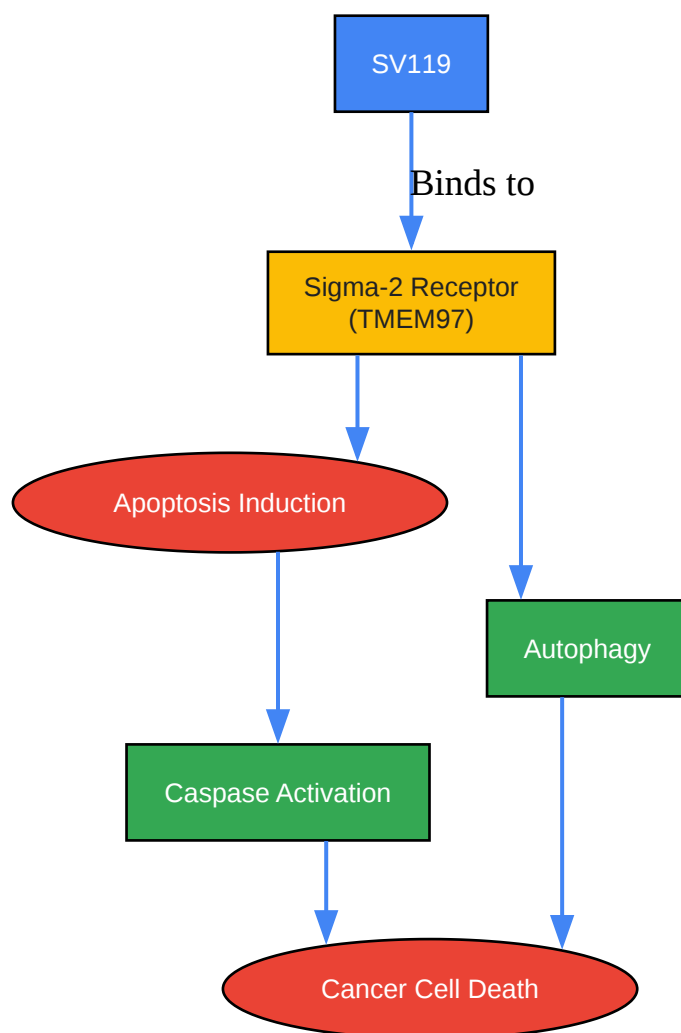 SV119
Binds to
Sigma-2 Receptor
(TMEM97)
Apoptosis Induction
Autophagy
Caspase Activation
Cancer Cell Death